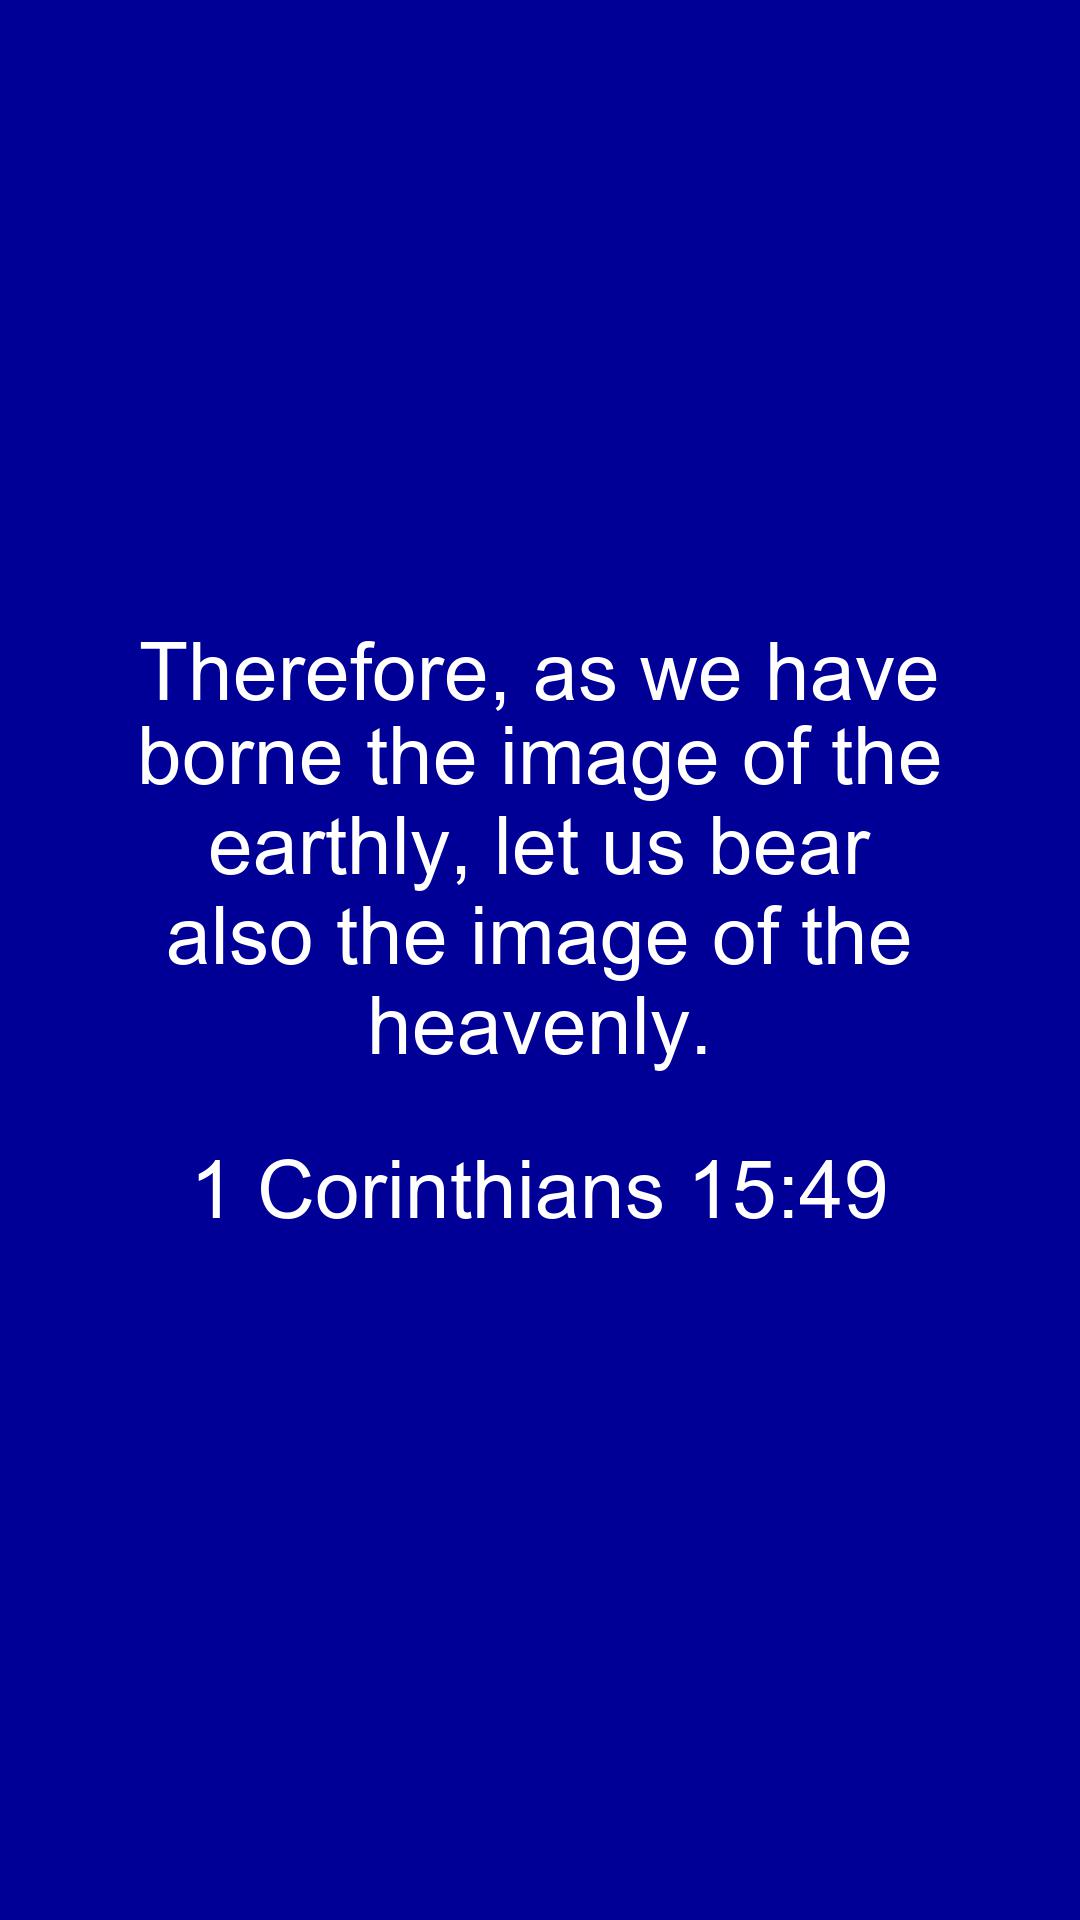 Therefore, as we have
borne the image of the
earthly, let us bear
also the image of the
heavenly.
1 Corinthians 15:49